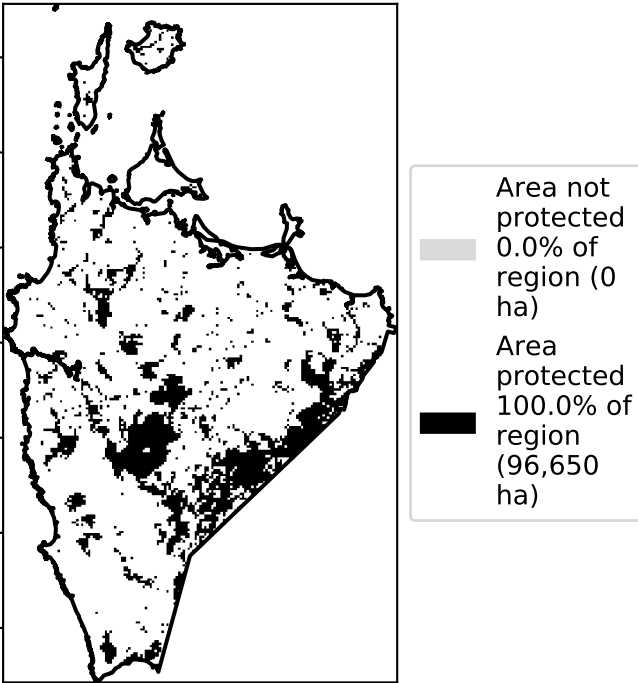 Area not
protected
0.0% of
region (0
ha)
Area
protected
100.0% of
region
(96,650
ha)